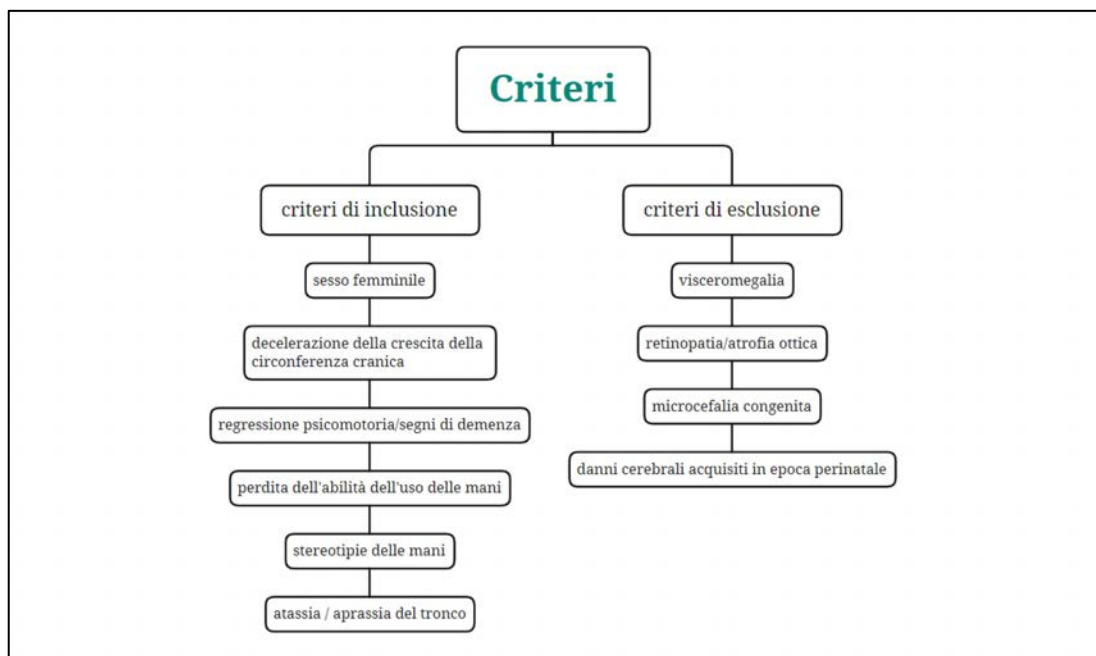 Criteri
criteri di inclusione
sesso femminile
decelerazione della crescita della
circonferenza cranica
regressione psicomotoria/segni di demenza
perdita dell'abilità dell'uso delle mani
stereotipie delle mani
atassia / aprassia del tronco
criteri di esclusione
visceromegalia
retinopatia/atrofia ottica
microcefalia congenita
danni cerebrali acquisiti in epoca perinatale